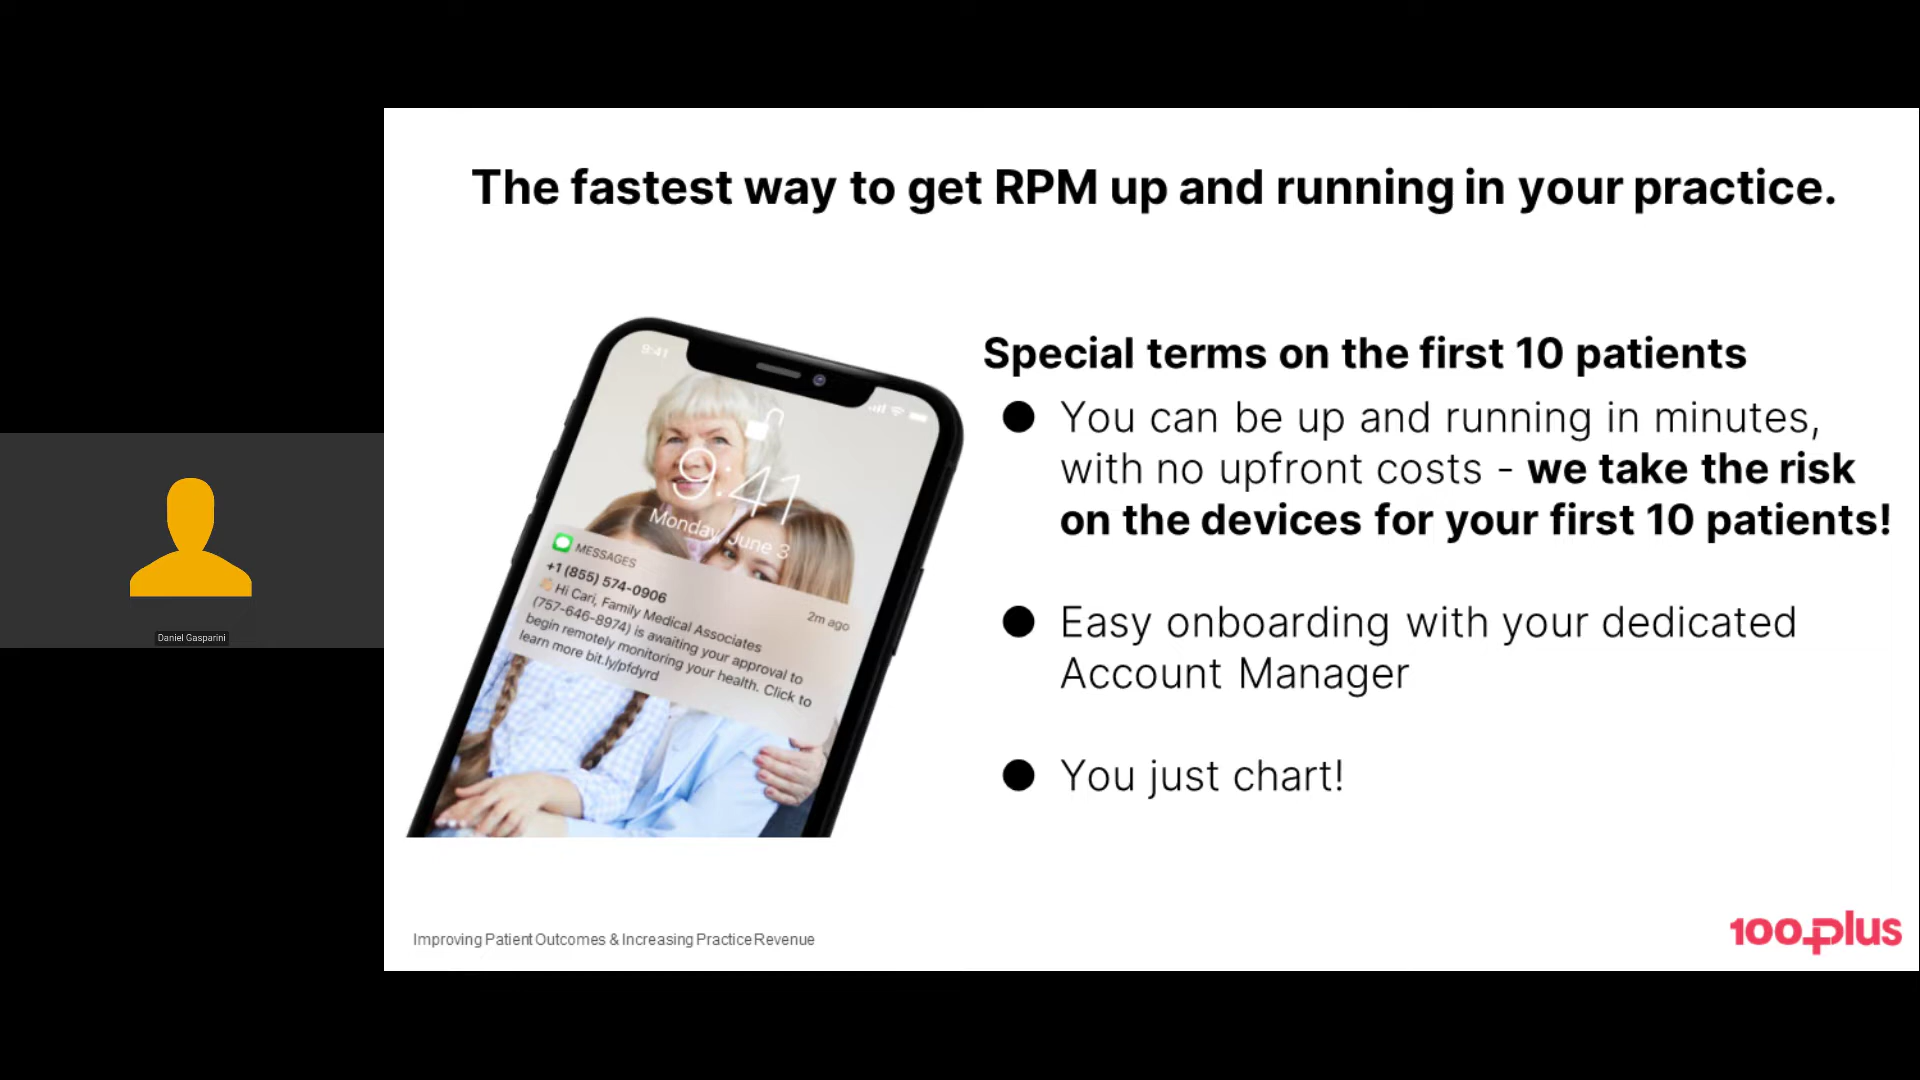 The fastest way to get RPM up and running in your practice.
Special terms on the first 10 patients
● You can be up and running in minutes,
with no upfront costs - we take the risk
on the devices for your first 10 patients!
● Easy onboarding with your dedicated
Account Manager
● You just chart!
9:41
9:41
Monday, June 3
MESSAGES
2m ago
+1 (855) 574-0906
👋 Hi Cari, Family Medical Associates
(757-646-8974) is awaiting your approval to
begin remotely monitoring your health. Click to
learn more bit.ly/pfdyrd
Daniel Gasparini
Improving Patient Outcomes & Increasing Practice Revenue
100plus